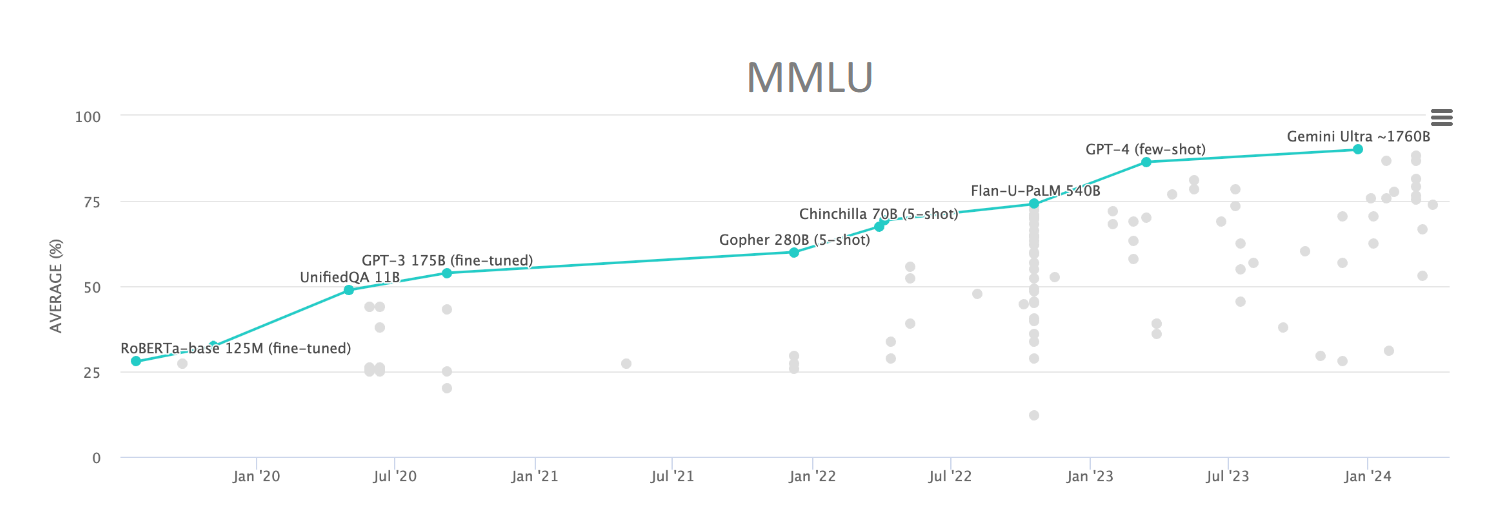 MMLU
100
75
50
25
0
AVERAGE (%)
RoBERTa-base 125M (fine-tuned)
UnifiedQA 11B
GPT-3 175B (fine-tuned)
Gopher 280B (5-shot)
Chinchilla 70B (5-shot)
Flan-U-PaLM 540B
GPT-4 (few-shot)
Gemini Ultra ~1760B
Jan '20
Jul '20
Jan '21
Jul '21
Jan '22
Jul '22
Jan '23
Jul '23
Jan '24